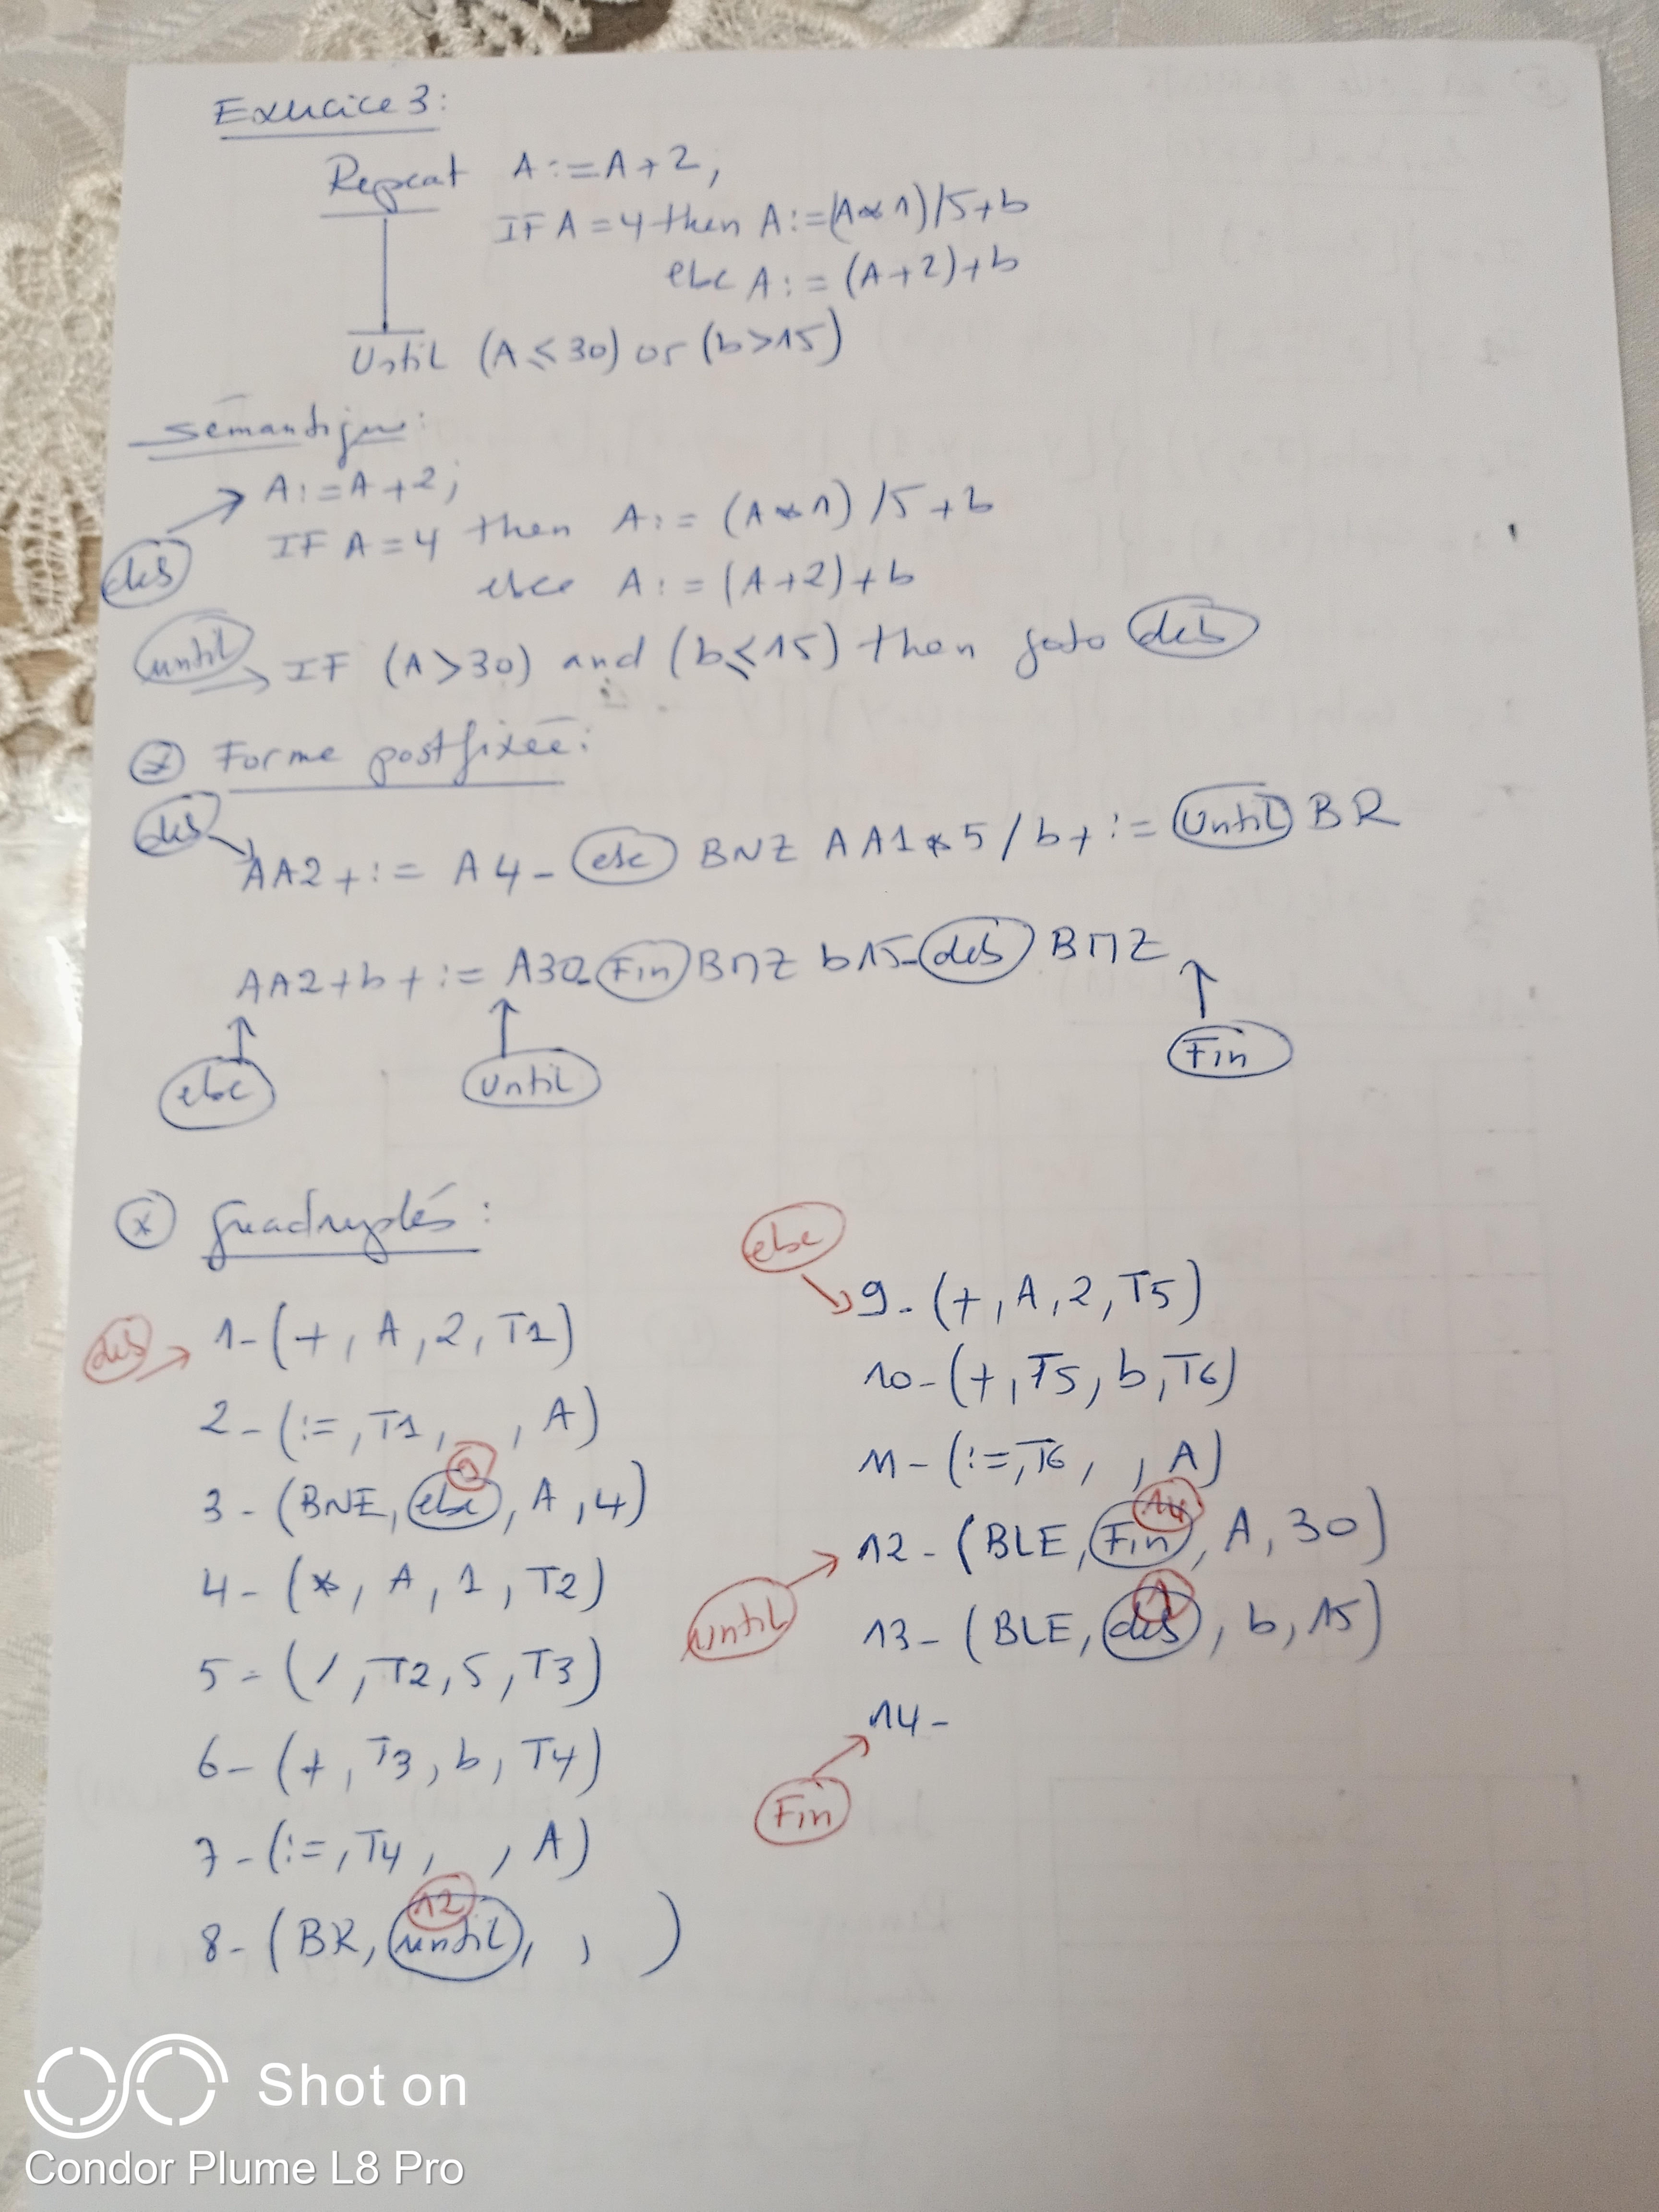 Exercice 3:
Repeat A:=A+2;
IF A=4 then A:=(A*1)/5+b
else A:=(A+2)+b
Until (A≤30) or (b>15)
Sémantique:
A:=A+2;
deb
IF A=4 then A:=(A*1)/5+b
else A:=(A+2)+b
until IF (A>30) and (b≤15) then goto deb
Forme postfixée:
deb
AA2+:= A4- else BNZ AA1*5/b+:= Until BR
AA2+b+:= A30- Fin BMZ b15- deb BMZ
else until Fin
x quadruplés:
deb 1-(+, A, 2, T1)
2-(:=, T1, , A)
9
3-(BNE, else, A, 4)
4-(*, A, 1, T2)
5-(/, T2, 5, T3)
6-(+, T3, b, T4)
7-(:=, T4, , A)
12
8-(BR, until, , )
else
9-(+, A, 2, T5)
10-(+, T5, b, T6)
11-(:=, T6, , A)
14
12-(BLE, Fin, A, 30)
until
1
13-(BLE, deb, b, 15)
14-
Fin
Shot on
Condor Plume L8 Pro